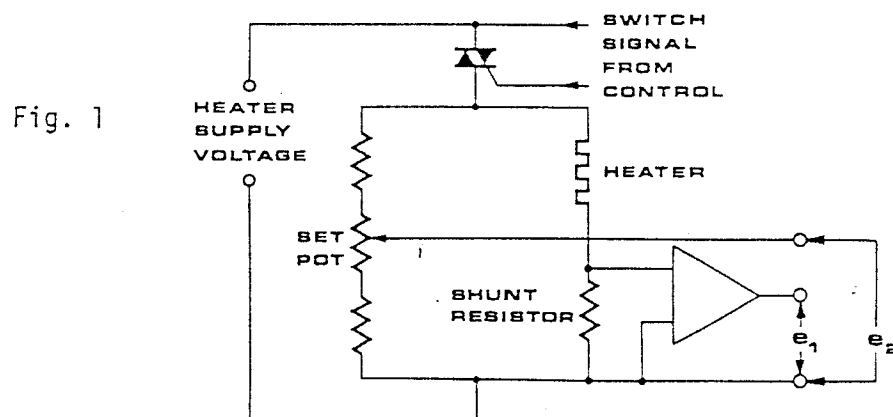 Fig. 1
HEATER
SUPPLY
VOLTAGE
SWITCH
SIGNAL
FROM
CONTROL
HEATER
SET
POT
SHUNT
RESISTOR
e1
e2